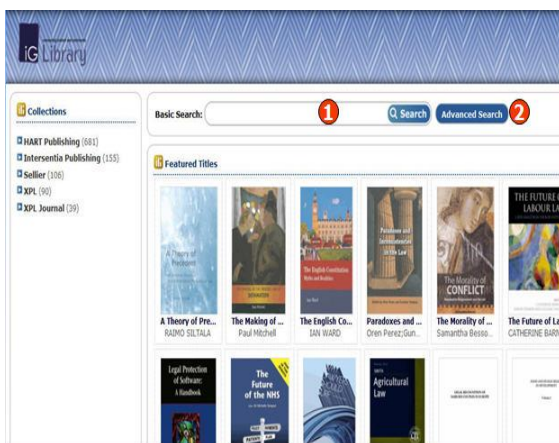 iG Library
Collections
HART Publishing (681)
Intersentia Publishing (155)
Sellier (106)
XPL (90)
XPL Journal (39)
Basic Search:
1
Search
Advanced Search
2
Featured Titles
A Theory of Precedent
The English Constitution
Paradoxes and Inconsistencies in the Law
The Morality of
CONFLICT
THE FUTURE O
LABOUR LA
A Theory of Pre...
RAIMO SILTALA
The Making of ...
Paul Mitchell
The English Co...
IAN WARD
Paradoxes and ...
Oren Perez;Gun...
The Morality of ...
Samantha Besso...
The Future of La
CATHERINE BARN
Legal Protection
of Software:
A Handbook
The
Future
of the NHS
Agricultural
Law